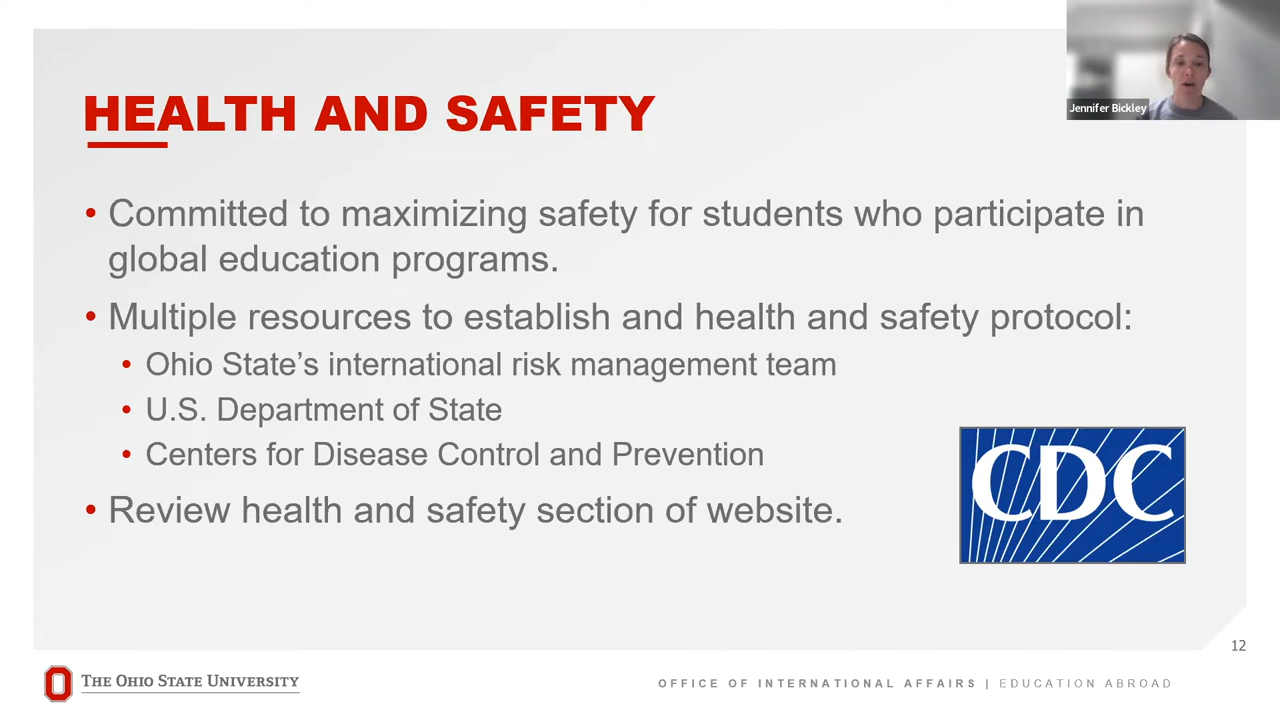 Jennifer Bickley
HEALTH AND SAFETY
• Committed to maximizing safety for students who participate in
global education programs.
• Multiple resources to establish and health and safety protocol:
• Ohio State’s international risk management team
• U.S. Department of State
• Centers for Disease Control and Prevention
• Review health and safety section of website.
CDC
12
THE OHIO STATE UNIVERSITY
OFFICE OF INTERNATIONAL AFFAIRS | EDUCATION ABROAD